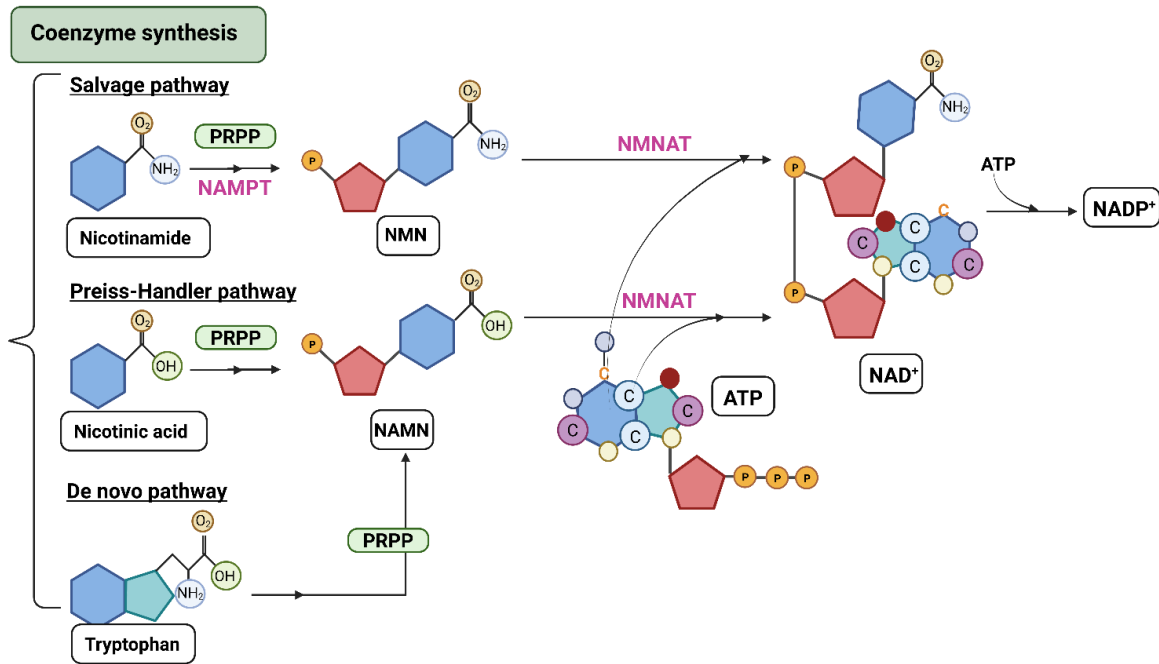 Coenzyme synthesis
Salvage pathway
O₂
NH₂
PRPP
NAMPT
Nicotinamide
P
O₂
NH₂
NMN
NMNAT
O₂
NH₂
P
P
C
C
C
C
C
NAD⁺
ATP
NADP⁺
Preiss-Handler pathway
O₂
OH
PRPP
Nicotinic acid
P
O₂
OH
NAMN
NMNAT
C
C
C
C
C
ATP
P P P
De novo pathway
O₂
OH
NH₂
PRPP
Tryptophan